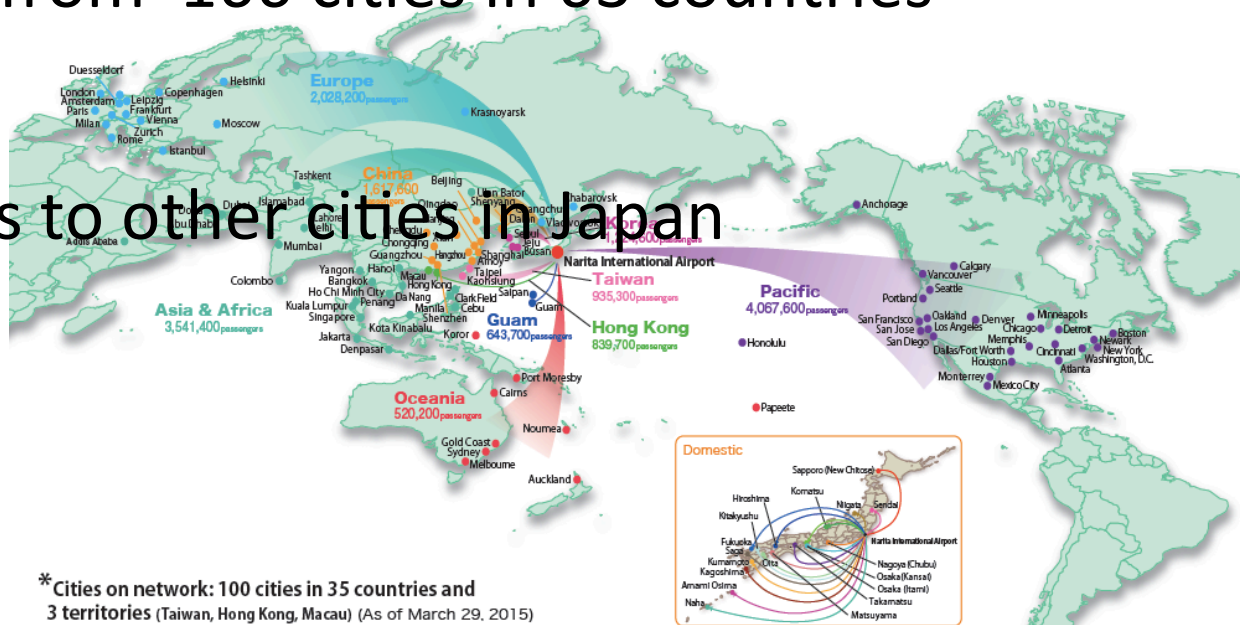 from 100 cities in 65 countries
s to other cities in Japan
Duesseldorf
London
Amsterdam
Paris
Milan
Leipzig
Frankfurt
Vienna
Zurich
Rome
Istanbul
Copenhagen
Helsinki
Moscow
Europe
2,028,200passengers
Krasnoyarsk
Tashkent
Islamabad
Lahore
Mumbai
Colombo
Addis Ababa
China
Beijing
Ulan Bator
Shenyang
Qingdao
Chongqing
Guangzhou
Hangzhou
Shanghai
Seoul
Jeju
Busan
Amoy
Taipei
Kaohsiung
Macau
Hong Kong
Yangon
Hanoi
Bangkok
Ho Chi Minh City
Penang
Da Nang
Kuala Lumpur
Singapore
Kota Kinabalu
Jakarta
Denpasar
Manila
Clark Field
Cebu
Shenzhen
Koror
Saipan
Guam
Asia & Africa
3,541,400passengers
Guam
643,700passengers
Narita International Airport
Korea
Taiwan
935,300passengers
Hong Kong
839,700passengers
Pacific
4,067,600passengers
Oceania
520,200passengers
Port Moresby
Cairns
Noumea
Gold Coast
Sydney
Melbourne
Auckland
Honolulu
Papeete
Anchorage
Calgary
Vancouver
Seattle
Portland
San Francisco
Oakland
San Jose
Los Angeles
San Diego
Denver
Minneapolis
Chicago
Detroit
Boston
Newark
New York
Washington, D.C.
Memphis
Cincinnati
Dallas/Fort Worth
Houston
Atlanta
Monterrey
Mexico City
Domestic
Sapporo (New Chitose)
Komatsu
Hiroshima
Niigata
Sendai
Kitakyushu
Fukuoka
Saga
Kumamoto
Kagoshima
Oita
Amami Osima
Naha
Narita International Airport
Nagoya (Chubu)
Osaka (Kansai)
Osaka (Itami)
Takamatsu
Matsuyama
*Cities on network: 100 cities in 35 countries and
3 territories (Taiwan, Hong Kong, Macau) (As of March 29, 2015)